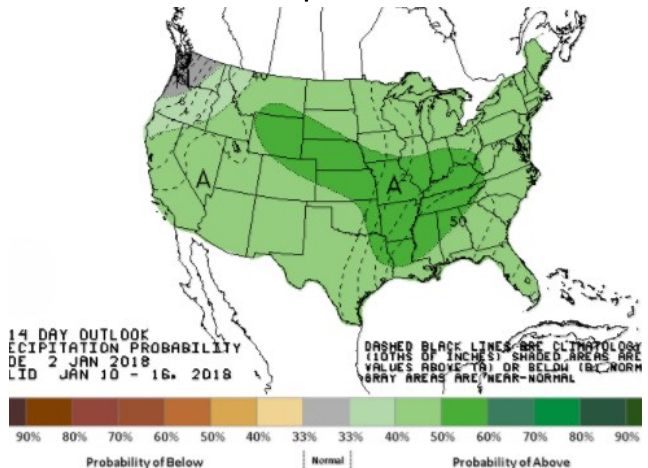 A
A
50
14 DAY OUTLOOK
ECIPITATION PROBABILITY
DE 2 JAN 2018
LID JAN 10 - 16. 2018
DASHED BLACK LINES ARE CLIMATOLOGY
(10THS OF INCHES) SHADED AREAS ARE
VALUES ABOVE (A) OR BELOW (B) NORM
GRAY AREAS ARE NEAR-NORMAL
90% 80% 70% 60% 50% 40% 33% 33% 40% 50% 60% 70% 80% 90%
Probability of Below Normal Probability of Above